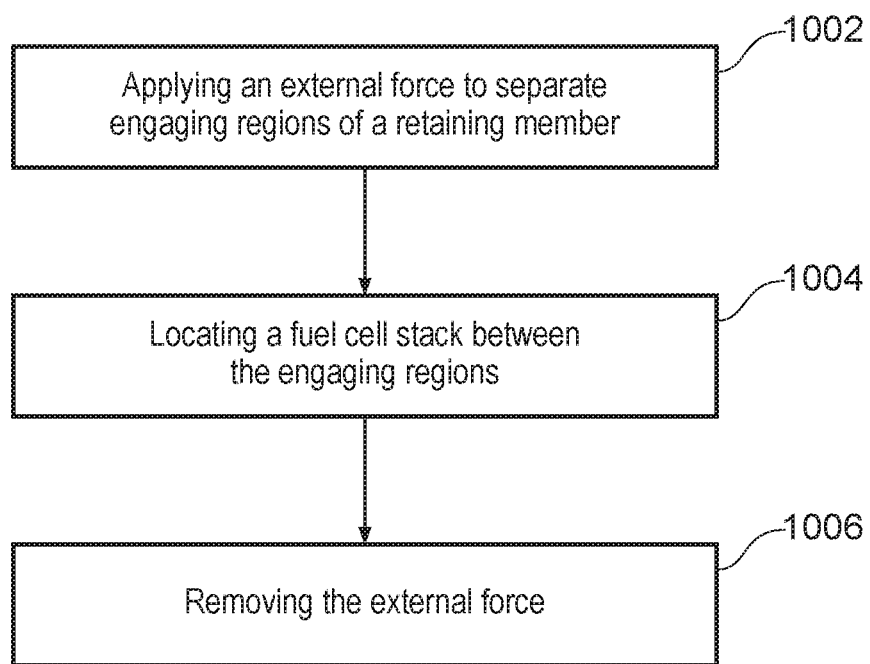 1002
Applying an external force to separate
engaging regions of a retaining member
1004
Locating a fuel cell stack between
the engaging regions
1006
Removing the external force